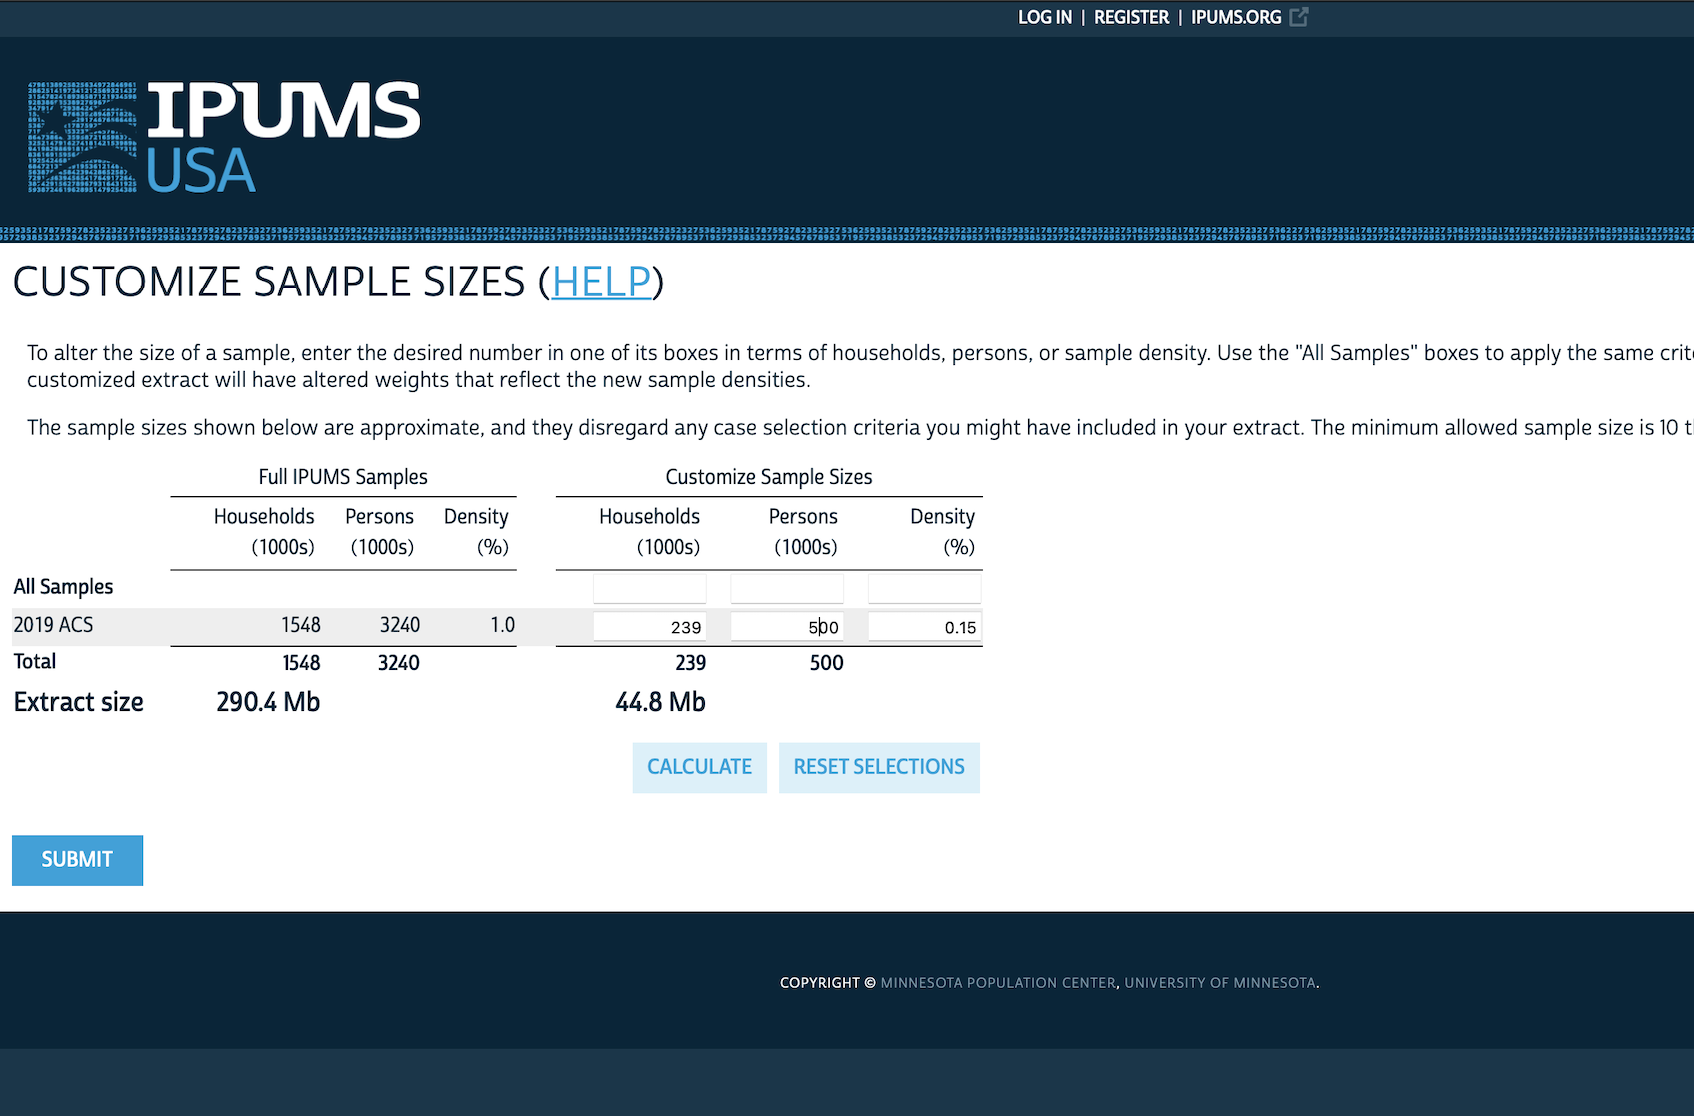 LOG IN | REGISTER | IPUMS.ORG
IPUMS
USA
CUSTOMIZE SAMPLE SIZES (HELP)
To alter the size of a sample, enter the desired number in one of its boxes in terms of households, persons, or sample density. Use the "All Samples" boxes to apply the same
customized extract will have altered weights that reflect the new sample densities.
The sample sizes shown below are approximate, and they disregard any case selection criteria you might have included in your extract. The minimum allowed sample size is 10
Full IPUMS Samples Customize Sample Sizes
Households Persons Density Households Persons Density
(1000s) (1000s) (%) (1000s) (1000s) (%)
All Samples
2019 ACS 1548 3240 1.0 239 500 0.15
Total 1548 3240 239 500
Extract size 290.4 Mb 44.8 Mb
CALCULATE RESET SELECTIONS
SUBMIT
COPYRIGHT © MINNESOTA POPULATION CENTER, UNIVERSITY OF MINNESOTA.